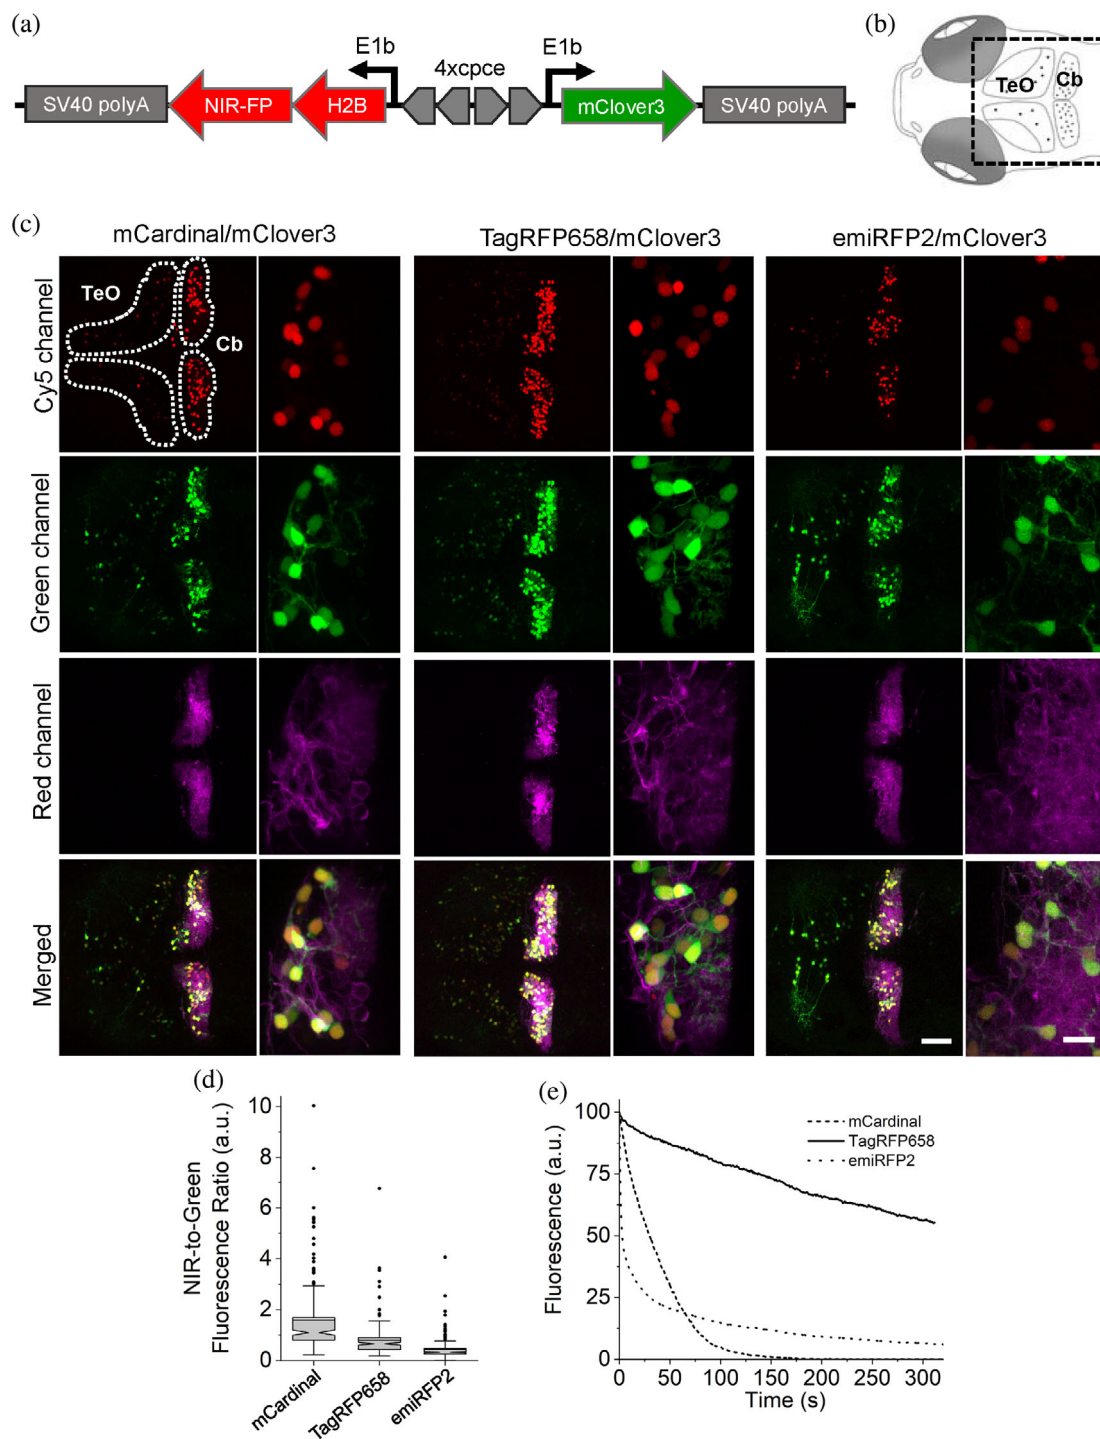 (a)
E1b
E1b
4xcpce
SV40 polyA
NIR-FP
H2B
mClover3
SV40 polyA
(b)
TeO
Cb
(c)
mCardinal/mClover3
TagRFP658/mClover3
emiRFP2/mClover3
Cy5 channel
TeO
Cb
Green channel
Red channel
Merged
(d)
NIR-to-Green
Fluorescence Ratio (a.u.)
10
8
6
4
2
0
mCardinal
TagRFP658
emiRFP2
(e)
Fluorescence (a.u.)
100
75
50
25
0
mCardinal
TagRFP658
emiRFP2
0
50
100
150
200
250
300
Time (s)